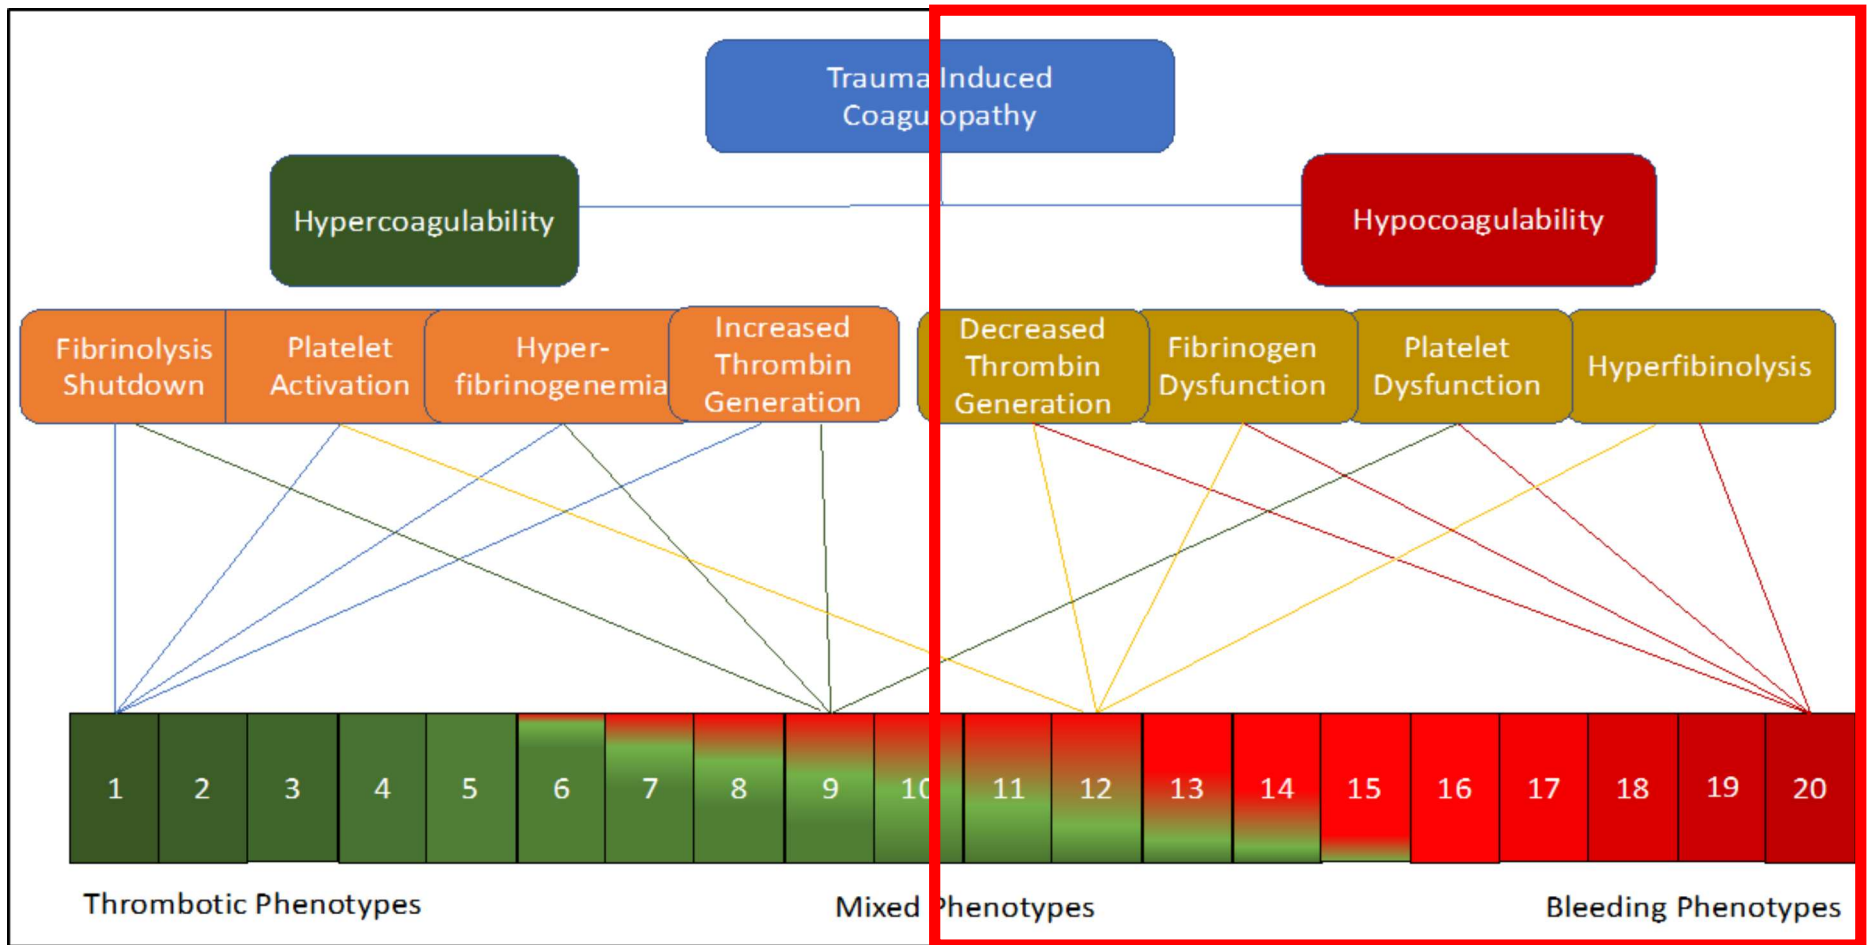 Trauma Induced
Coagulopathy
Hypercoagulability
Hypocoagulability
Fibrinolysis
Shutdown
Platelet
Activation
Hyper-
fibrinogenemia
Increased
Thrombin
Generation
Decreased
Thrombin
Generation
Fibrinogen
Dysfunction
Platelet
Dysfunction
Hyperfibinolysis
1 2 3 4 5 6 7 8 9 10 11 12 13 14 15 16 17 18 19 20
Thrombotic Phenotypes
Mixed Phenotypes
Bleeding Phenotypes